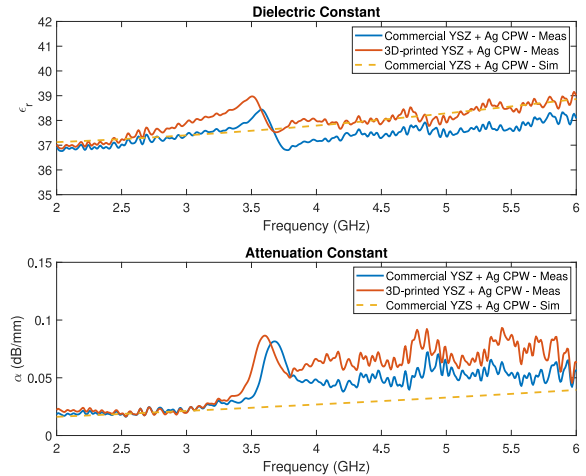 Dielectric Constant
42
41
40
39
38
37
36
35
ϵr
Commercial YSZ + Ag CPW - Meas
3D-printed YSZ + Ag CPW - Meas
Commercial YZS + Ag CPW - Sim
2 2.5 3 3.5 4 4.5 5 5.5 6
Frequency (GHz)
Attenuation Constant
0.15
0.1
0.05
0
α (dB/mm)
Commercial YSZ + Ag CPW - Meas
3D-printed YSZ + Ag CPW - Meas
Commercial YZS + Ag CPW - Sim
2 2.5 3 3.5 4 4.5 5 5.5 6
Frequency (GHz)